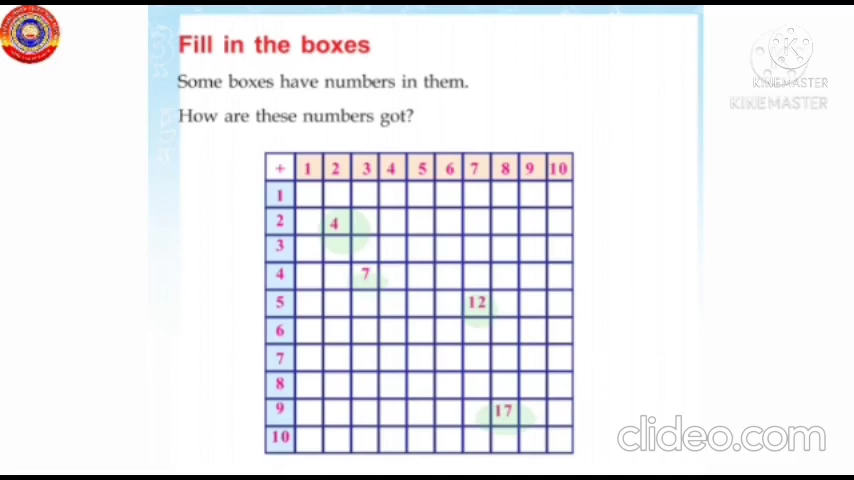 Fill in the boxes
Some boxes have numbers in them.
How are these numbers got?
+ 1 2 3 4 5 6 7 8 9 10
1
2 4
3
4 7
5 12
6
7
8
9 17
10
KINEMASTER
KINEMASTER
clideo.com